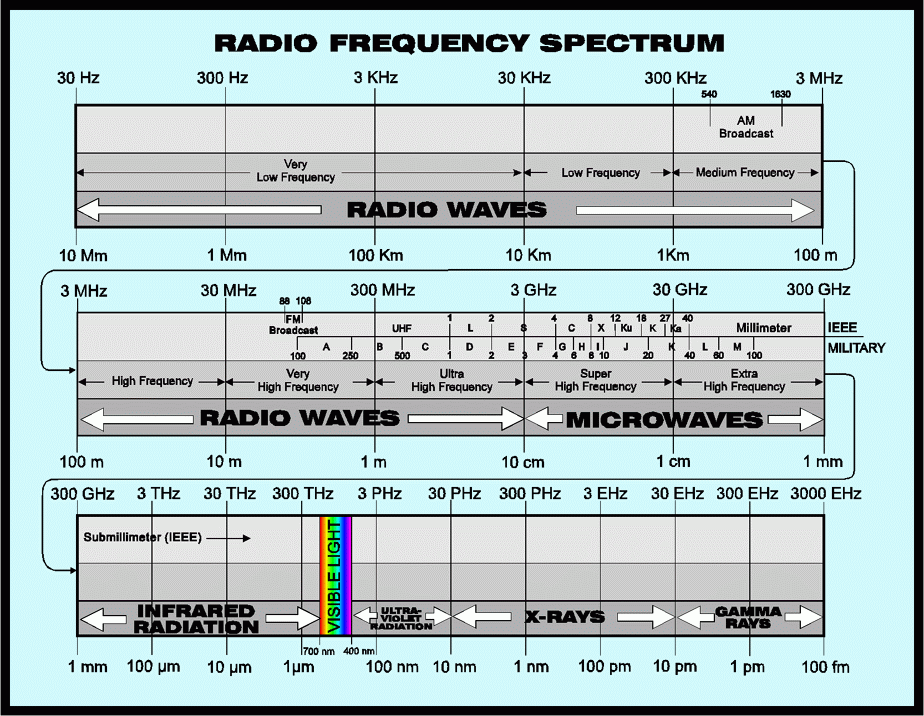 RADIO FREQUENCY SPECTRUM
30 Hz 300 Hz 3 KHz 30 KHz 300 KHz 3 MHz
540 1630
AM
Broadcast
Very
Low Frequency
Low Frequency
Medium Frequency
RADIO WAVES
10 Mm 1 Mm 100 Km 10 Km 1Km 100 m
3 MHz 30 MHz 300 MHz 3 GHz 30 GHz 300 GHz
88 108
FM
Broadcast
1 2 4 8 12 18 27 40
UHF L S C X Ku K Ka Millimeter IEEE
A B C D E F G H I J K L M MILITARY
100 250 500 1 2 3 4 6 8 10 20 40 60 100
High Frequency
Very
High Frequency
Ultra
High Frequency
Super
High Frequency
Extra
High Frequency
RADIO WAVES MICROWAVES
100 m 10 m 1 m 10 cm 1 cm 1 mm
300 GHz 3 THz 30 THz 300 THz 3 PHz 30 PHz 300 PHz 3 EHz 30 EHz 300 EHz 3000 EHz
Submillimeter (IEEE)
VISIBLE LIGHT
INFRARED
RADIATION
ULTRA-
VIOLET
RADIATION
X-RAYS
GAMMA
RAYS
700 nm 400 nm
1 mm 100 µm 10 µm 1µm 100 nm 10 nm 1 nm 100 pm 10 pm 1 pm 100 fm